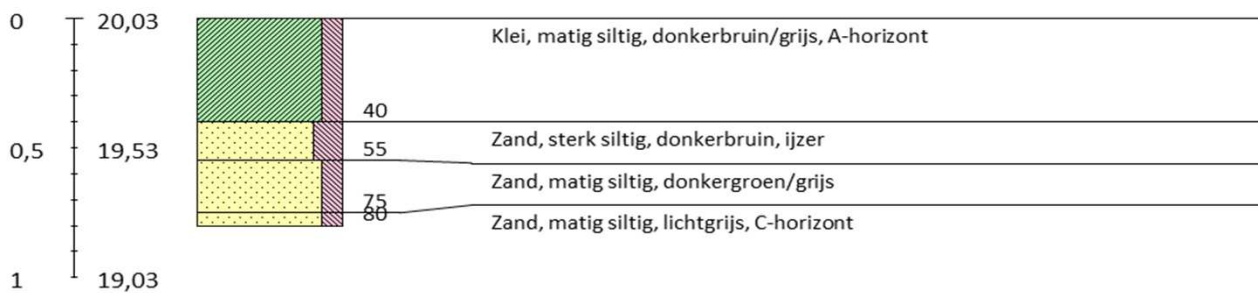 0 20,03
Klei, matig siltig, donkerbruin/grijs, A-horizont
40
Zand, sterk siltig, donkerbruin, ijzer
0,5 19,53 55
Zand, matig siltig, donkergroen/grijs
75
80
Zand, matig siltig, lichtgrijs, C-horizont
1 19,03